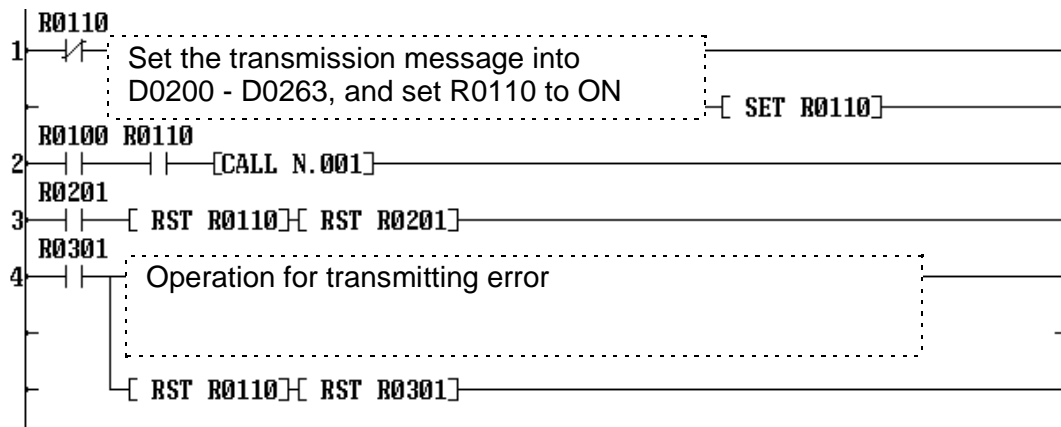 R0110
1
Set the transmission message into
D0200 - D0263, and set R0110 to ON
[ SET R0110]
R0100 R0110
2 [CALL N.001]
R0201
3 [ RST R0110] [ RST R0201]
R0301
4 Operation for transmitting error
[ RST R0110] [ RST R0301]